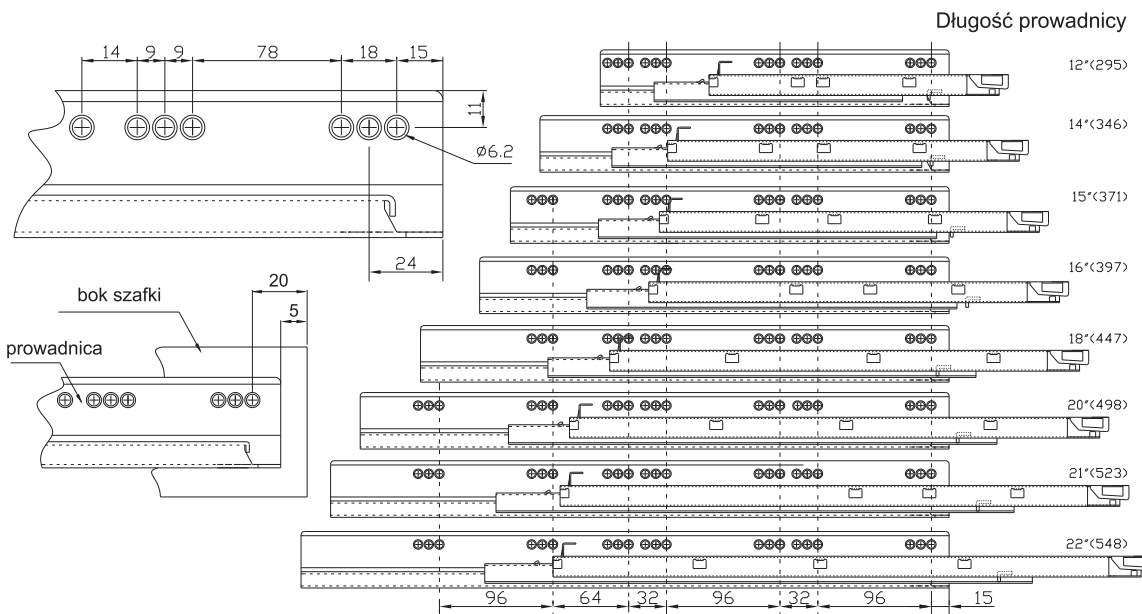 Długość prowadnicy
14 9 9 78 18 15
11
ø6.2
24
20
5
bok szafki
prowadnica
12"(295)
14"(346)
15"(371)
16"(397)
18"(447)
20"(498)
21"(523)
22"(548)
96 64 32 96 32 96 15